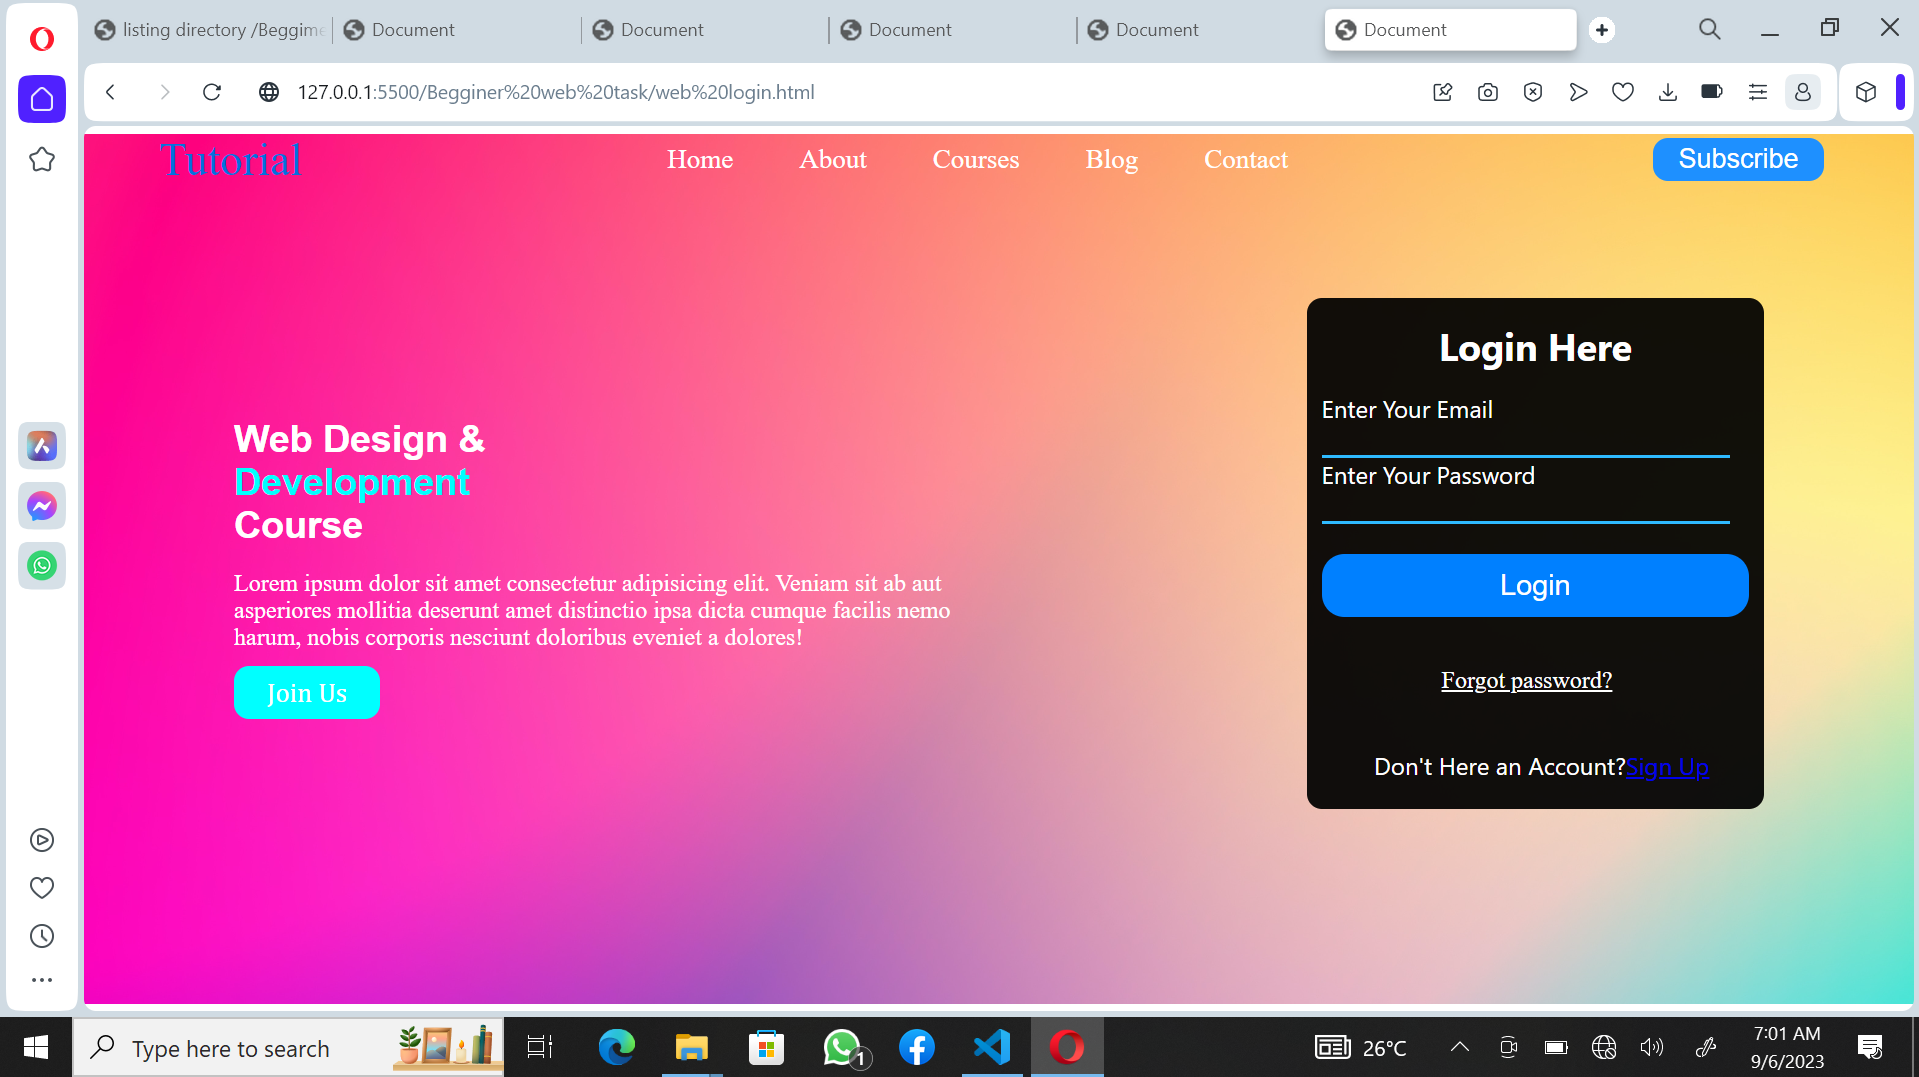 listing directory /Beggime
Document
Document
Document
Document
Document
127.0.0.1:5500/Begginer%20web%20task/web%20login.html
Tutorial
Home About Courses Blog Contact
Subscribe
Web Design &
Development
Course
Lorem ipsum dolor sit amet consectetur adipisicing elit. Veniam sit ab aut
asperiores mollitia deserunt amet distinctio ipsa dicta cumque facilis nemo
harum, nobis corporis nesciunt doloribus eveniet a dolores!
Join Us
Login Here
Enter Your Email
Enter Your Password
Login
Forgot password?
Don't Here an Account?Sign Up
Type here to search
1
26°C
7:01 AM
9/6/2023